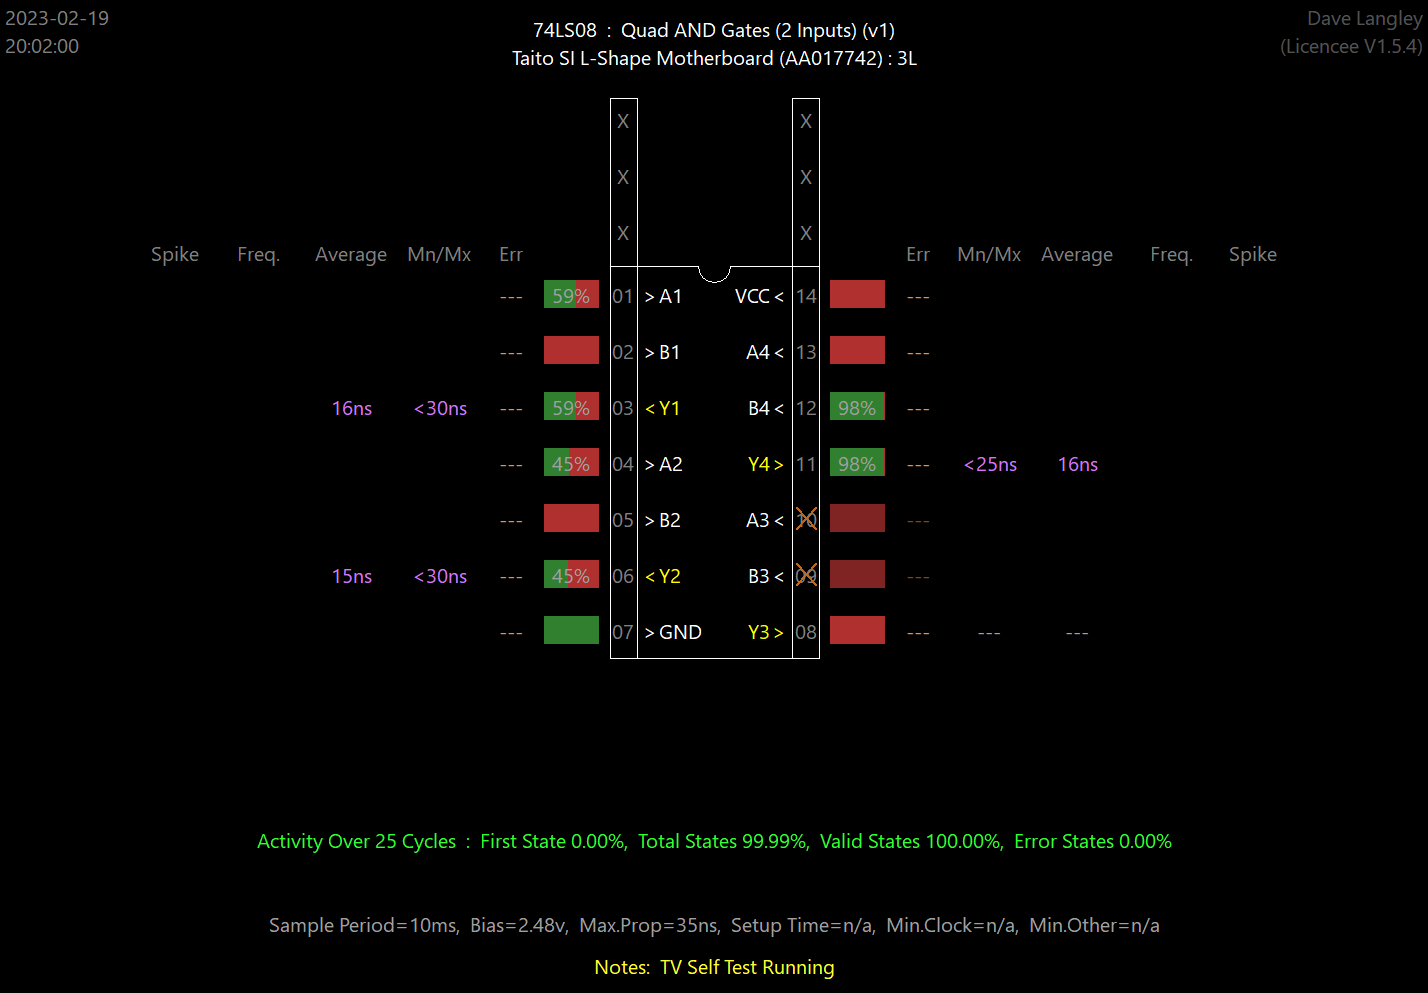 2023-02-19
20:02:00
74LS08 : Quad AND Gates (2 Inputs) (v1)
Taito SI L-Shape Motherboard (AA017742) : 3L
Dave Langley
(Licencee V1.5.4)
X X
X X
X X
Spike Freq. Average Mn/Mx Err Err Mn/Mx Average Freq. Spike
--- 59% 01 > A1 VCC < 14 ---
--- 02 > B1 A4 < 13 ---
16ns <30ns --- 59% 03 < Y1 B4 < 12 98% ---
--- 45% 04 > A2 Y4 > 11 98% --- <25ns 16ns
--- 05 > B2 A3 < 10 ---
15ns <30ns --- 45% 06 < Y2 B3 < 09 ---
--- 07 > GND Y3 > 08 --- --- ---
Activity Over 25 Cycles : First State 0.00%, Total States 99.99%, Valid States 100.00%, Error States 0.00%
Sample Period=10ms, Bias=2.48v, Max.Prop=35ns, Setup Time=n/a, Min.Clock=n/a, Min.Other=n/a
Notes: TV Self Test Running